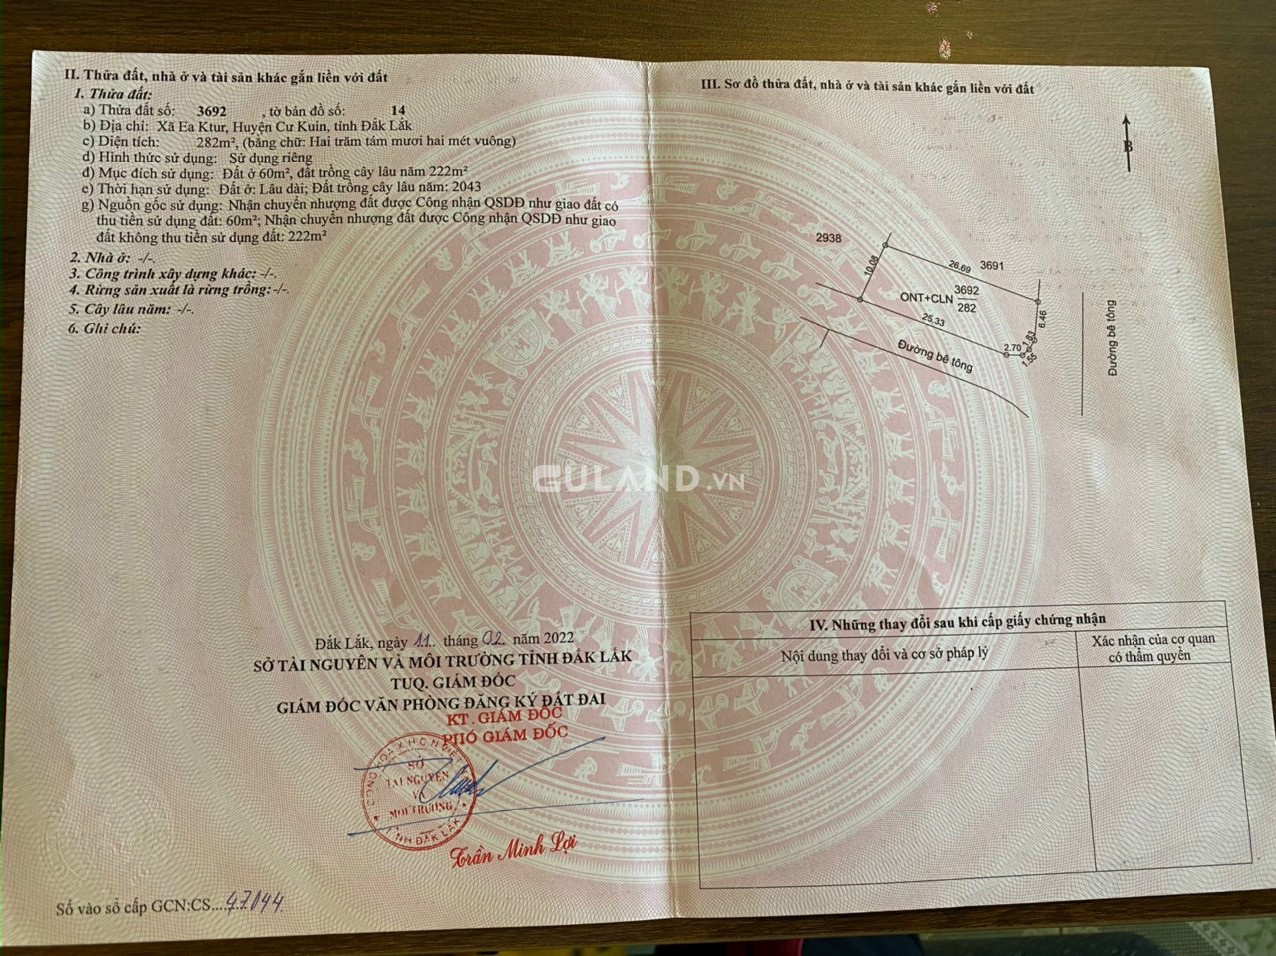 II. Thửa đất, nhà ở và tài sản khác gắn liền với đất
1. Thửa đất:
a) Thửa đất số: 3692 , tờ bản đồ số: 14
b) Địa chỉ: Xã Ea Ktur, Huyện Cư Kuin, tỉnh Đắk Lắk
c) Diện tích: 282m², (bằng chữ: Hai trăm tám mươi hai mét vuông)
d) Hình thức sử dụng: Sử dụng riêng
đ) Mục đích sử dụng: Đất ở 60m², đất trồng cây lâu năm 222m²
e) Thời hạn sử dụng: Đất ở: Lâu dài; Đất trồng cây lâu năm: 2043
g) Nguồn gốc sử dụng: Nhận chuyển nhượng đất được Công nhận QSDĐ như giao đất có
thu tiền sử dụng đất: 60m²; Nhận chuyển nhượng đất được Công nhận QSDĐ như giao
đất không thu tiền sử dụng đất: 222m²
2. Nhà ở: -/-.
3. Công trình xây dựng khác: -/-.
4. Rừng sản xuất là rừng trồng:-/-.
5. Cây lâu năm: -/-.
6. Ghi chú:
Đắk Lắk, ngày 11 tháng 02 năm 2022
SỞ TÀI NGUYÊN VÀ MÔI TRƯỜNG TỈNH ĐẮK LẮK
TUQ. GIÁM ĐỐC
GIÁM ĐỐC VĂN PHÒNG ĐĂNG KÝ ĐẤT ĐAI
KT. GIÁM ĐỐC
PHÓ GIÁM ĐỐC
SỞ
TÀI NGUYÊN
VÀ
MÔI TRƯỜNG
TỈNH ĐẮK LẮK
Trần Minh Lợi
Số vào sổ cấp GCN:CS....47044
III. Sơ đồ thửa đất, nhà ở và tài sản khác gắn liền với đất
B
2938
10.08
26.69
3691
ONT+CLN
3692
282
6.46
25.33
2.70
1.83
1.55
Đường bê tông
Đường bê tông
GULAND.VN
IV. Những thay đổi sau khi cấp giấy chứng nhận
Nội dung thay đổi và cơ sở pháp lý
Xác nhận của cơ quan
có thẩm quyền